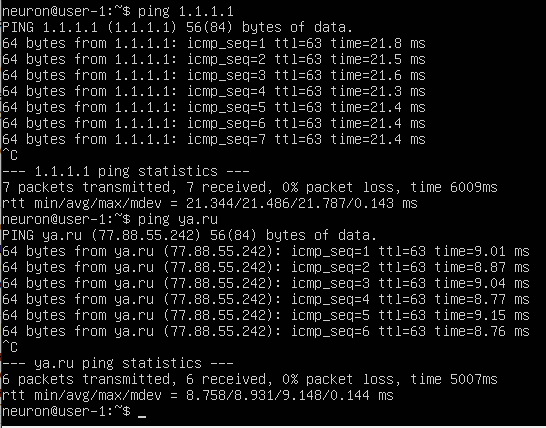 neuron@user-1:~$ ping 1.1.1.1
PING 1.1.1.1 (1.1.1.1) 56(84) bytes of data.
64 bytes from 1.1.1.1: icmp_seq=1 ttl=63 time=21.8 ms
64 bytes from 1.1.1.1: icmp_seq=2 ttl=63 time=21.5 ms
64 bytes from 1.1.1.1: icmp_seq=3 ttl=63 time=21.6 ms
64 bytes from 1.1.1.1: icmp_seq=4 ttl=63 time=21.3 ms
64 bytes from 1.1.1.1: icmp_seq=5 ttl=63 time=21.4 ms
64 bytes from 1.1.1.1: icmp_seq=6 ttl=63 time=21.4 ms
64 bytes from 1.1.1.1: icmp_seq=7 ttl=63 time=21.4 ms
^C
--- 1.1.1.1 ping statistics ---
7 packets transmitted, 7 received, 0% packet loss, time 6009ms
rtt min/avg/max/mdev = 21.344/21.486/21.787/0.143 ms
neuron@user-1:~$ ping ya.ru
PING ya.ru (77.88.55.242) 56(84) bytes of data.
64 bytes from ya.ru (77.88.55.242): icmp_seq=1 ttl=63 time=9.01 ms
64 bytes from ya.ru (77.88.55.242): icmp_seq=2 ttl=63 time=8.87 ms
64 bytes from ya.ru (77.88.55.242): icmp_seq=3 ttl=63 time=9.04 ms
64 bytes from ya.ru (77.88.55.242): icmp_seq=4 ttl=63 time=8.77 ms
64 bytes from ya.ru (77.88.55.242): icmp_seq=5 ttl=63 time=9.15 ms
64 bytes from ya.ru (77.88.55.242): icmp_seq=6 ttl=63 time=8.76 ms
^C
--- ya.ru ping statistics ---
6 packets transmitted, 6 received, 0% packet loss, time 5007ms
rtt min/avg/max/mdev = 8.758/8.931/9.148/0.144 ms
neuron@user-1:~$ _